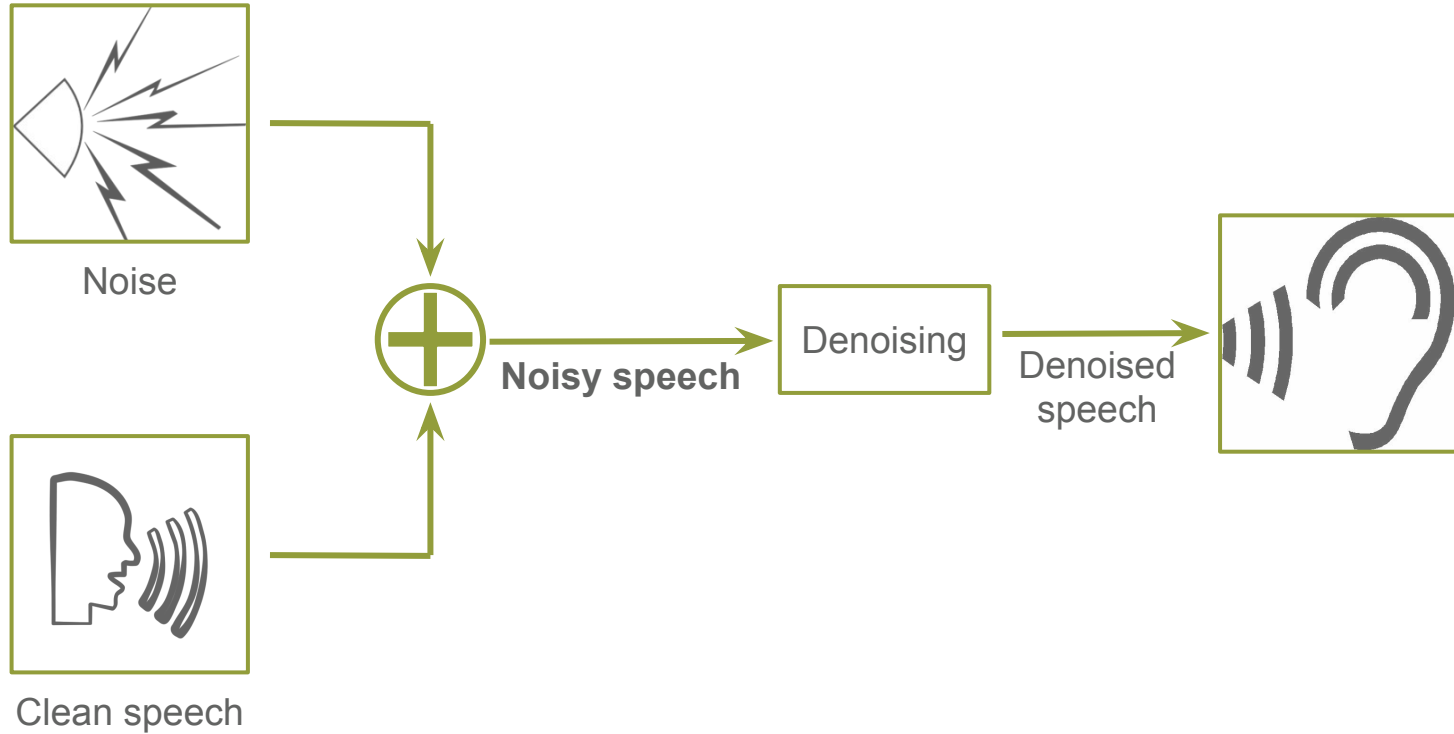 Noise
Noisy speech
Denoising
Denoised
speech
Clean speech